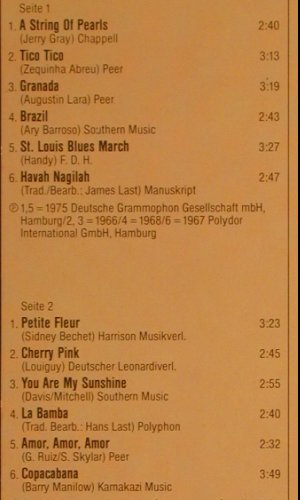 Seite 1
1. A String Of Pearls 2:40
(Jerry Gray) Chappell
2. Tico Tico 3:13
(Zequinha Abreu) Peer
3. Granada 3:19
(Augustin Lara) Peer
4. Brazil 2:43
(Ary Barroso) Southern Music
5. St. Louis Blues March 3:27
(Handy) F. D. H.
6. Havah Nagilah 2:47
(Trad./Bearb.: James Last) Manuskript
℗ 1,5 = 1975 Deutsche Grammophon Gesellschaft mbH,
Hamburg/2, 3 = 1966/4 = 1968/6 = 1967 Polydor
International GmbH, Hamburg
Seite 2
1. Petite Fleur 3:23
(Sidney Bechet) Harrison Musikverl.
2. Cherry Pink 2:45
(Louiguy) Deutscher Leonardiverl.
3. You Are My Sunshine 2:55
(Davis/Mitchell) Southern Music
4. La Bamba 2:40
(Trad. Bearb.: Hans Last) Polyphon
5. Amor, Amor, Amor 2:32
(G. Ruiz/S. Skylar) Peer
6. Copacabana 3:49
(Barry Manilow) Kamakazi Music